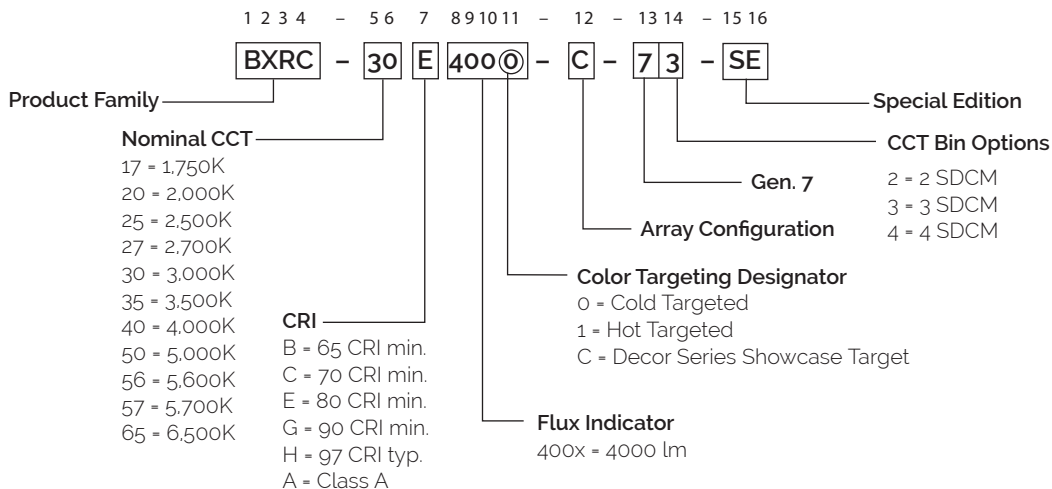 1 2 3 4 – 5 6 7 8 9 10 11 – 12 – 13 14 – 15 16
BXRC – 30 E 4000 – C – 7 3 – SE
Product Family
Special Edition
Nominal CCT
17 = 1,750K
20 = 2,000K
25 = 2,500K
27 = 2,700K
30 = 3,000K
35 = 3,500K
40 = 4,000K
50 = 5,000K
56 = 5,600K
57 = 5,700K
65 = 6,500K
CRI
B = 65 CRI min.
C = 70 CRI min.
E = 80 CRI min.
G = 90 CRI min.
H = 97 CRI typ.
A = Class A
Flux Indicator
400x = 4000 lm
Color Targeting Designator
0 = Cold Targeted
1 = Hot Targeted
C = Decor Series Showcase Target
Array Configuration
Gen. 7
CCT Bin Options
2 = 2 SDCM
3 = 3 SDCM
4 = 4 SDCM